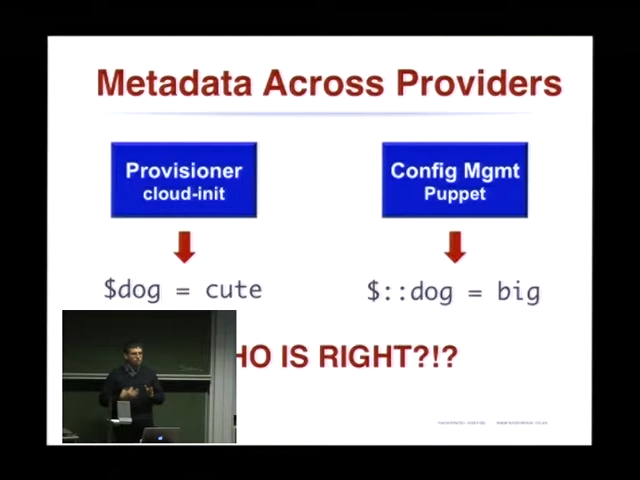 Metadata Across Providers
Provisioner
cloud-init
Config Mgmt
Puppet
$dog = cute
$::dog = big
HO IS RIGHT?!?